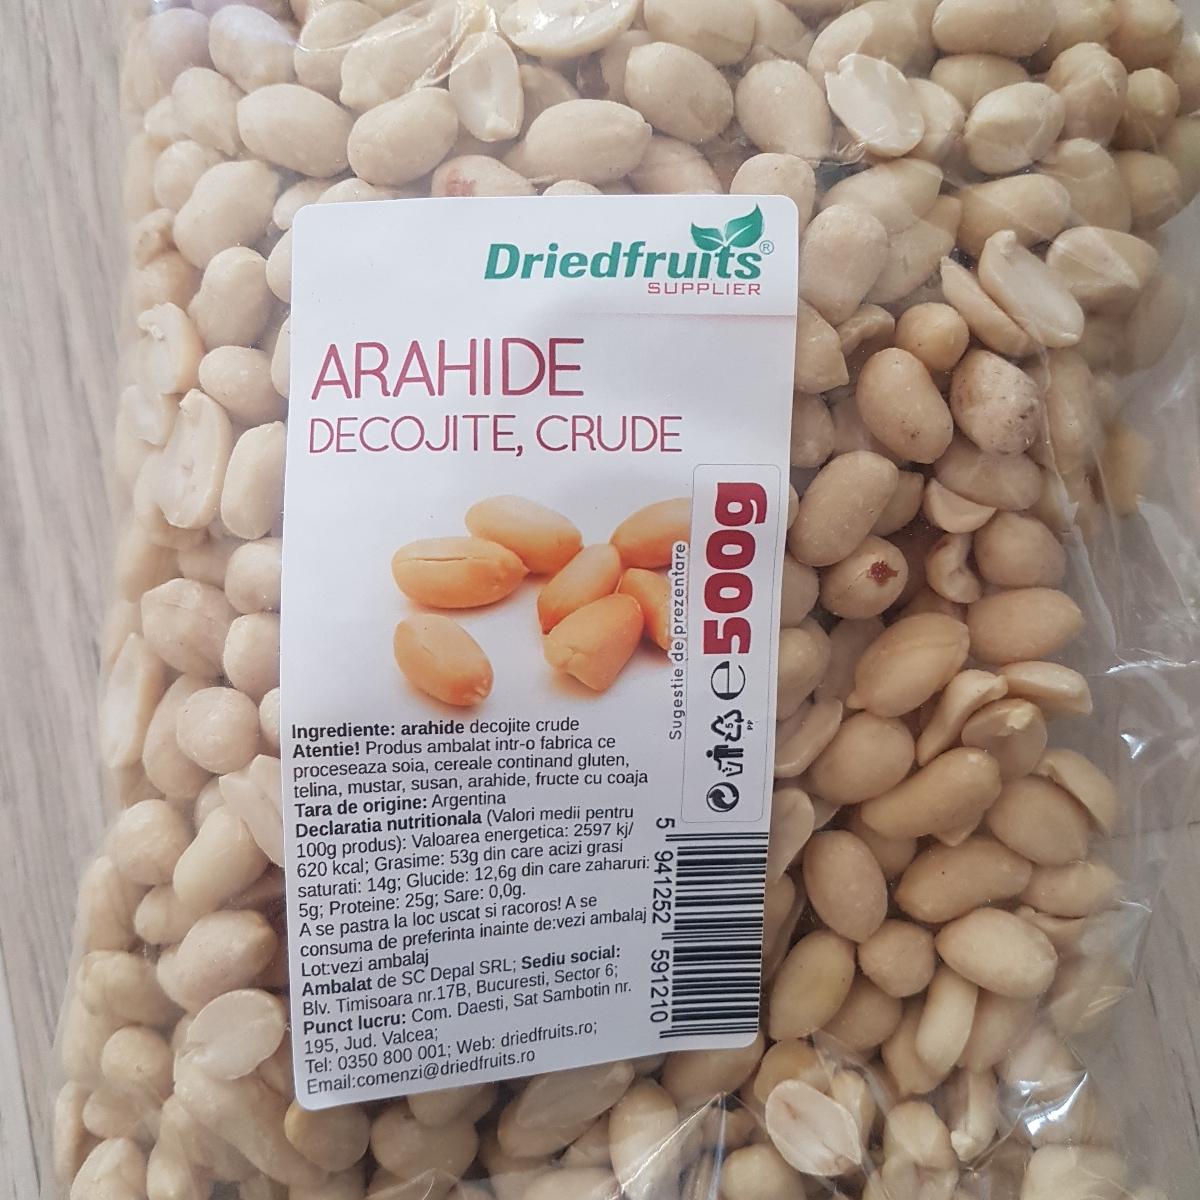 Driedfruits®
SUPPLIER
ARAHIDE
DECOJITE, CRUDE
Sugestie de prezentare
e 500g
5
PP
Ingrediente: arahide decojite crude
Atentie! Produs ambalat intr-o fabrica ce
proceseaza soia, cereale continand gluten,
telina, mustar, susan, arahide, fructe cu coaja
Tara de origine: Argentina
Declaratia nutritionala (Valori medii pentru
100g produs): Valoarea energetica: 2597 kj/
620 kcal; Grasime: 53g din care acizi grasi
saturati: 14g; Glucide: 12,6g din care zaharuri:
5g; Proteine: 25g; Sare: 0,0g.
A se pastra la loc uscat si racoros! A se
consuma de preferinta inainte de:vezi ambalaj
Lot:vezi ambalaj
Ambalat de SC Depal SRL; Sediu social:
Blv. Timisoara nr.17B, Bucuresti, Sector 6;
Punct lucru: Com. Daesti, Sat Sambotin nr.
195, Jud. Valcea;
Tel: 0350 800 001; Web: driedfruits.ro;
Email:comenzi@driedfruits.ro
5 941252 591210